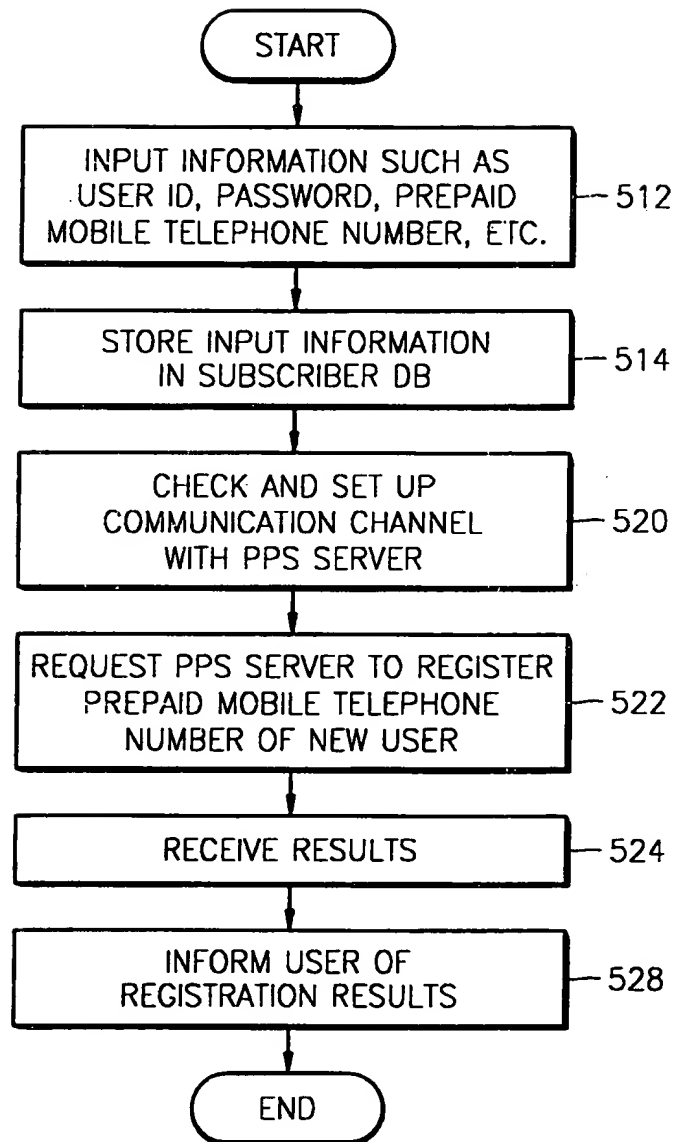 START
INPUT INFORMATION SUCH AS
USER ID, PASSWORD, PREPAID
MOBILE TELEPHONE NUMBER, ETC.
512
STORE INPUT INFORMATION
IN SUBSCRIBER DB
514
CHECK AND SET UP
COMMUNICATION CHANNEL
WITH PPS SERVER
520
REQUEST PPS SERVER TO REGISTER
PREPAID MOBILE TELEPHONE
NUMBER OF NEW USER
522
RECEIVE RESULTS
524
INFORM USER OF
REGISTRATION RESULTS
528
END